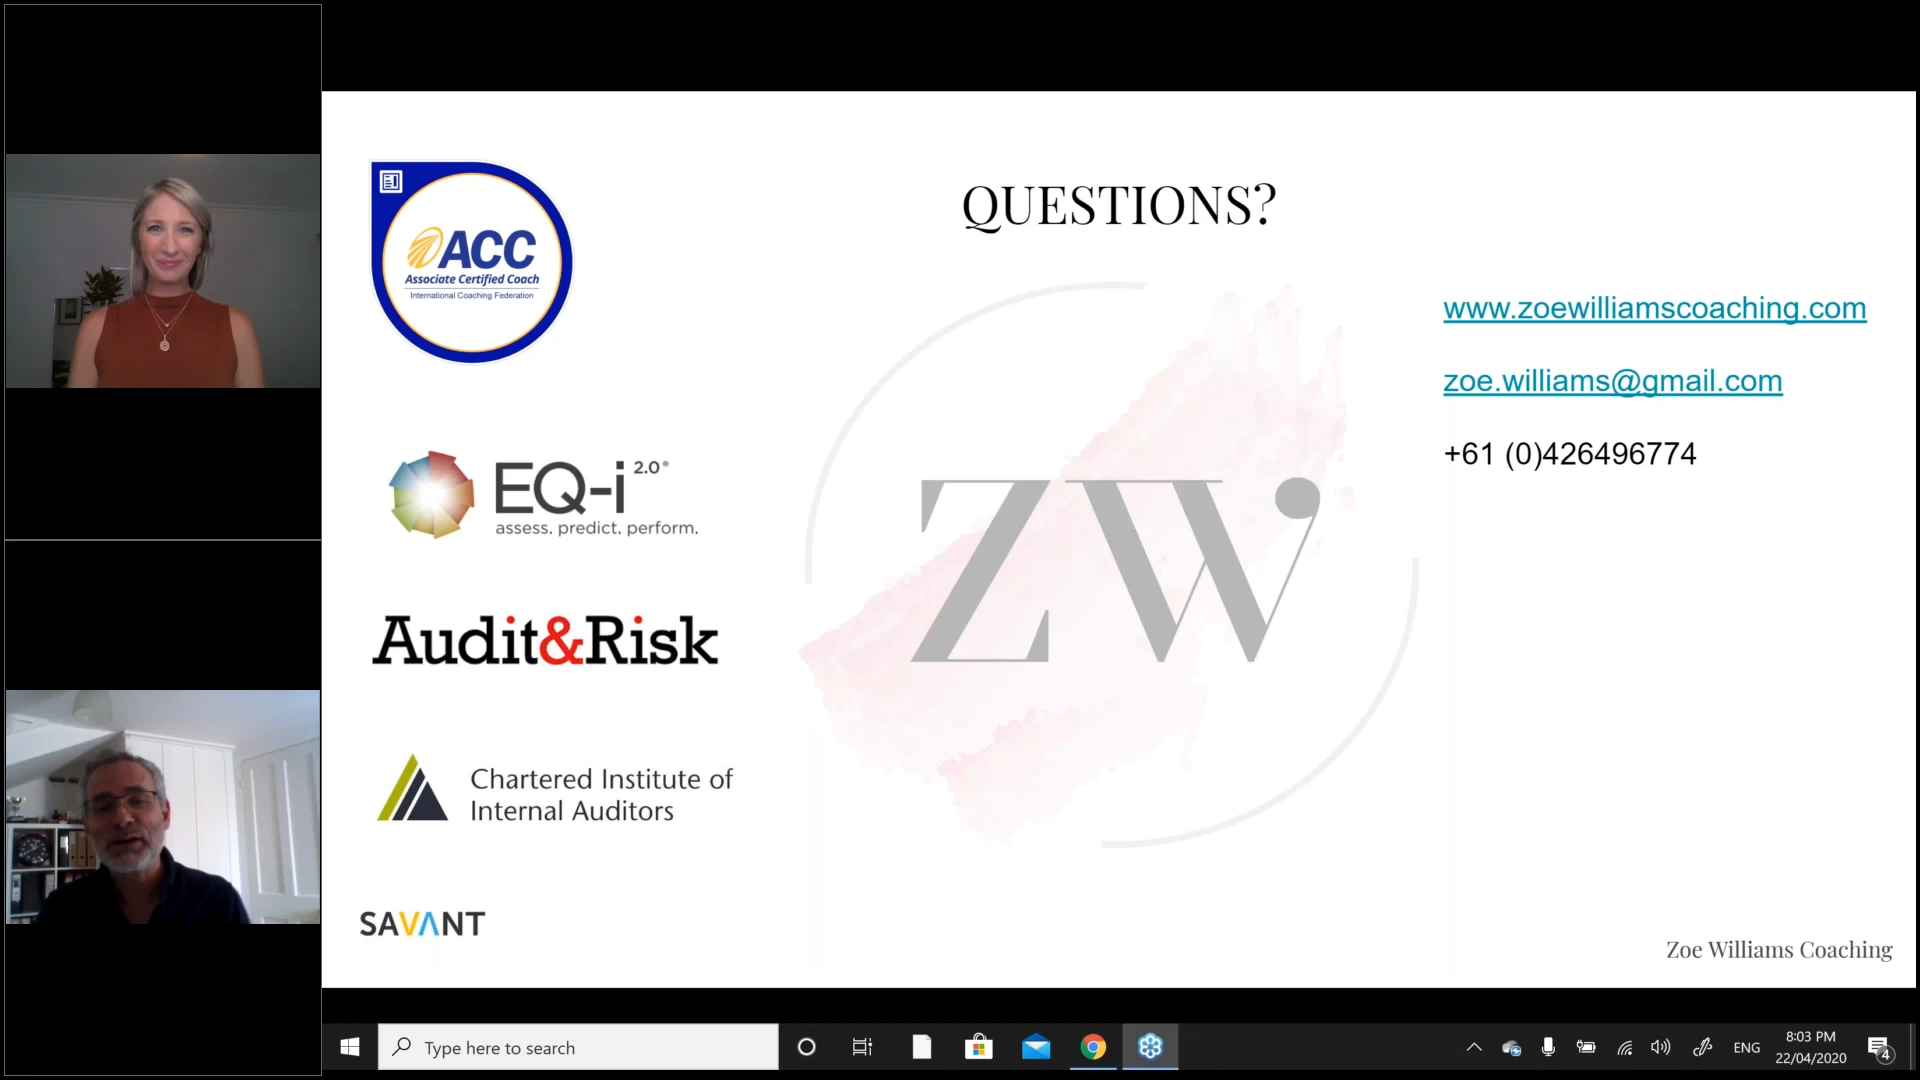 QUESTIONS?
ACC
Associate Certified Coach
International Coaching Federation
www.zoewilliamscoaching.com
zoe.williams@gmail.com
+61 (0)426496774
EQ-i 2.0®
assess. predict. perform.
ZW
Audit&Risk
Chartered Institute of
Internal Auditors
SAVANT
Zoe Williams Coaching
Type here to search
ENG
8:03 PM
22/04/2020
4